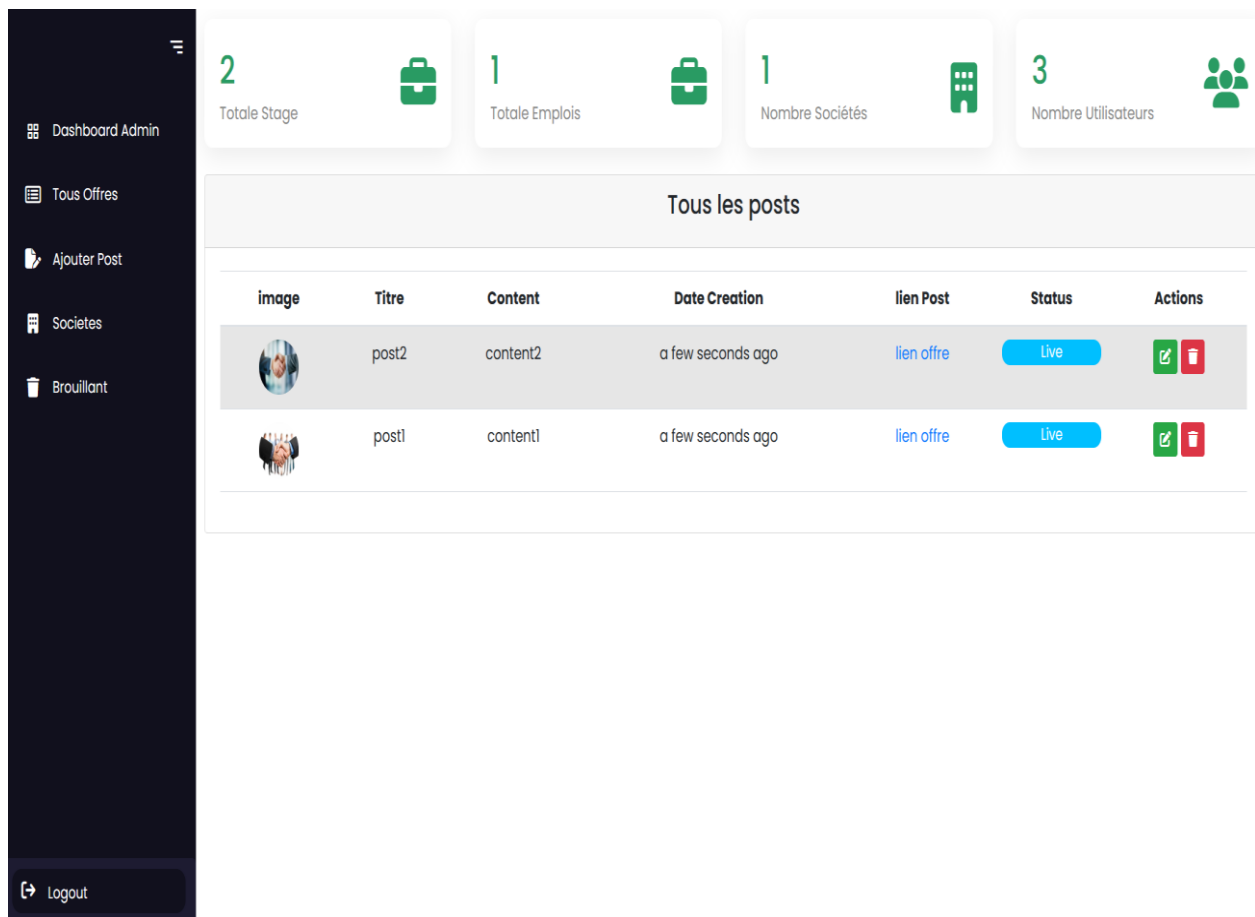 Dashboard Admin
Tous Offres
Ajouter Post
Societes
Brouillant
Logout
2
Totale Stage
1
Totale Emplois
1
Nombre Sociétés
3
Nombre Utilisateurs
Tous les posts
image Titre Content Date Creation lien Post Status Actions
post2 content2 a few seconds ago lien offre Live
post1 content1 a few seconds ago lien offre Live